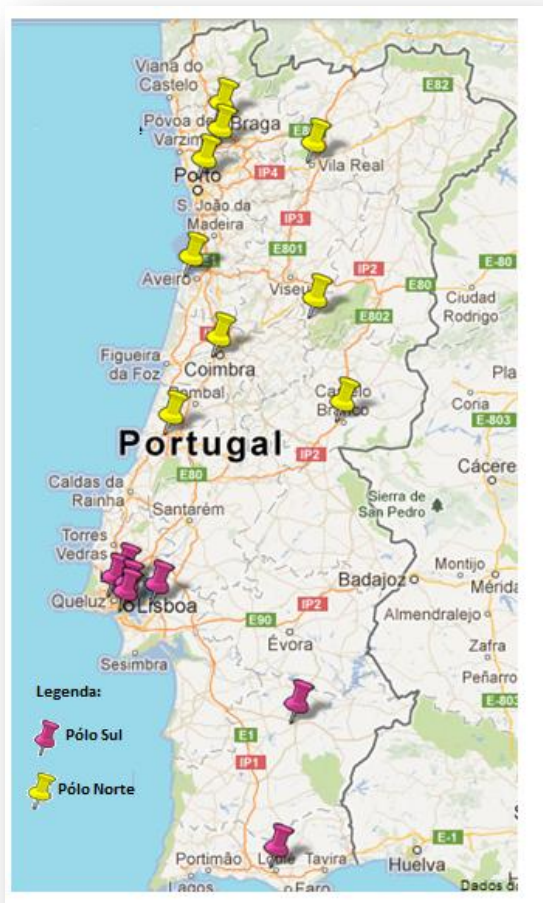 Viana do
Castelo
E82
Póvoa de
Varzim
Braga
Vila Real
IP4
Porto
S. João da
Madeira
IP3
E801
E1
IP2
E-80
Aveiro
Viseu
E80
Ciudad
Rodrigo
E802
Figueira
da Foz
Coimbra
Pombal
Castelo
Branco
Coria
E-803
Portugal
IP2
E80
Caldas da
Rainha
Santarém
Cáceres
Sierra de
San Pedro
Torres
Vedras
Badajoz
Montijo
Mérida
Queluz
Lisboa
IP2
E90
Almendralejo
Évora
Zafra
Sesimbra
Peñarro
E-803
Legenda:
Pólo Sul
E1
IP1
Pólo Norte
E-1
Portimão
Loulé
Tavira
Huelva
Lagos
Faro
Dados do